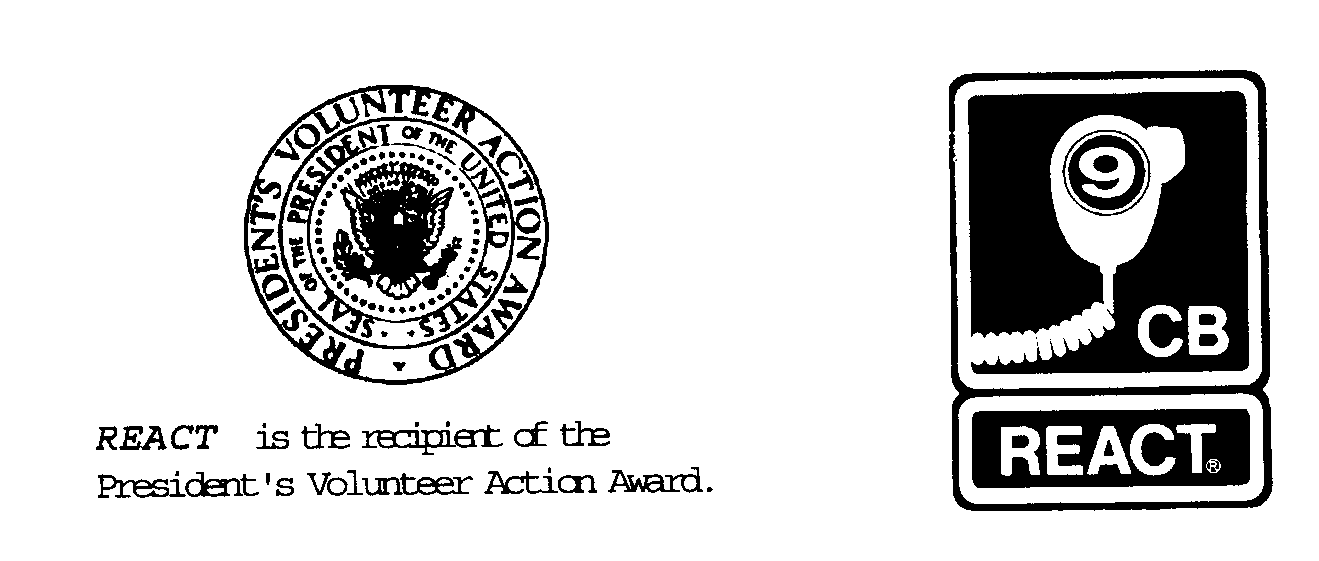 PRESIDENT'S VOLUNTEER ACTION AWARD
SEAL OF THE PRESIDENT OF THE UNITED STATES
REACT is the recipient of the
President's Volunteer Action Award.
9
CB
REACT®